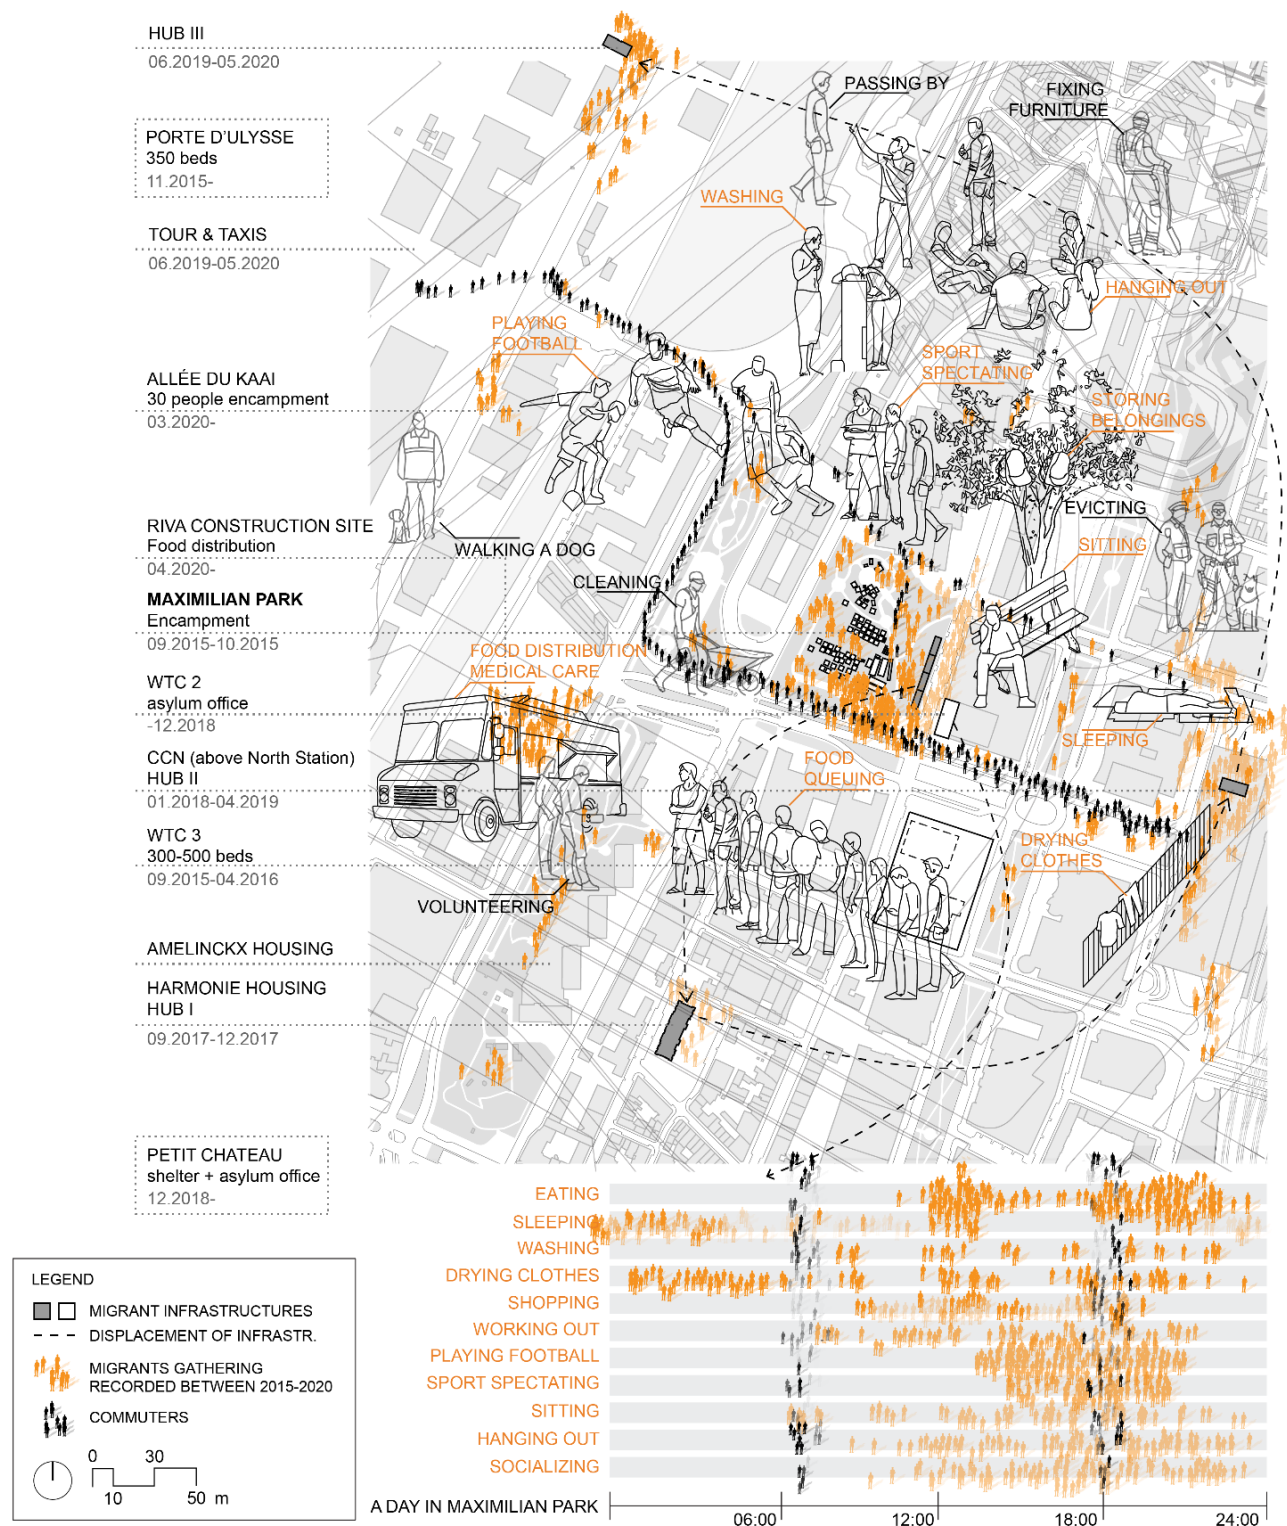 HUB III
06.2019-05.2020
PORTE D'ULYSSE
350 beds
11.2015-
TOUR & TAXIS
06.2019-05.2020
ALLÉE DU KAAI
30 people encampment
03.2020-
RIVA CONSTRUCTION SITE
Food distribution
04.2020-
MAXIMILIAN PARK
Encampment
09.2015-10.2015
WTC 2
asylum office
-12.2018
CCN (above North Station)
HUB II
01.2018-04.2019
WTC 3
300-500 beds
09.2015-04.2016
AMELINCKX HOUSING
HARMONIE HOUSING
HUB I
09.2017-12.2017
PETIT CHATEAU
shelter + asylum office
12.2018-
PASSING BY
FIXING
FURNITURE
WASHING
HANGING OUT
PLAYING
FOOTBALL
SPORT
SPECTATING
STORING
BELONGINGS
EVICTING
SITTING
WALKING A DOG
CLEANING
FOOD DISTRIBUTION
MEDICAL CARE
SLEEPING
FOOD
QUEUING
DRYING
CLOTHES
VOLUNTEERING
EATING
SLEEPING
WASHING
DRYING CLOTHES
SHOPPING
WORKING OUT
PLAYING FOOTBALL
SPORT SPECTATING
SITTING
HANGING OUT
SOCIALIZING
A DAY IN MAXIMILIAN PARK
06:00 12:00 18:00 24:00
LEGEND
MIGRANT INFRASTRUCTURES
DISPLACEMENT OF INFRASTR.
MIGRANTS GATHERING
RECORDED BETWEEN 2015-2020
COMMUTERS
0 30
10 50 m